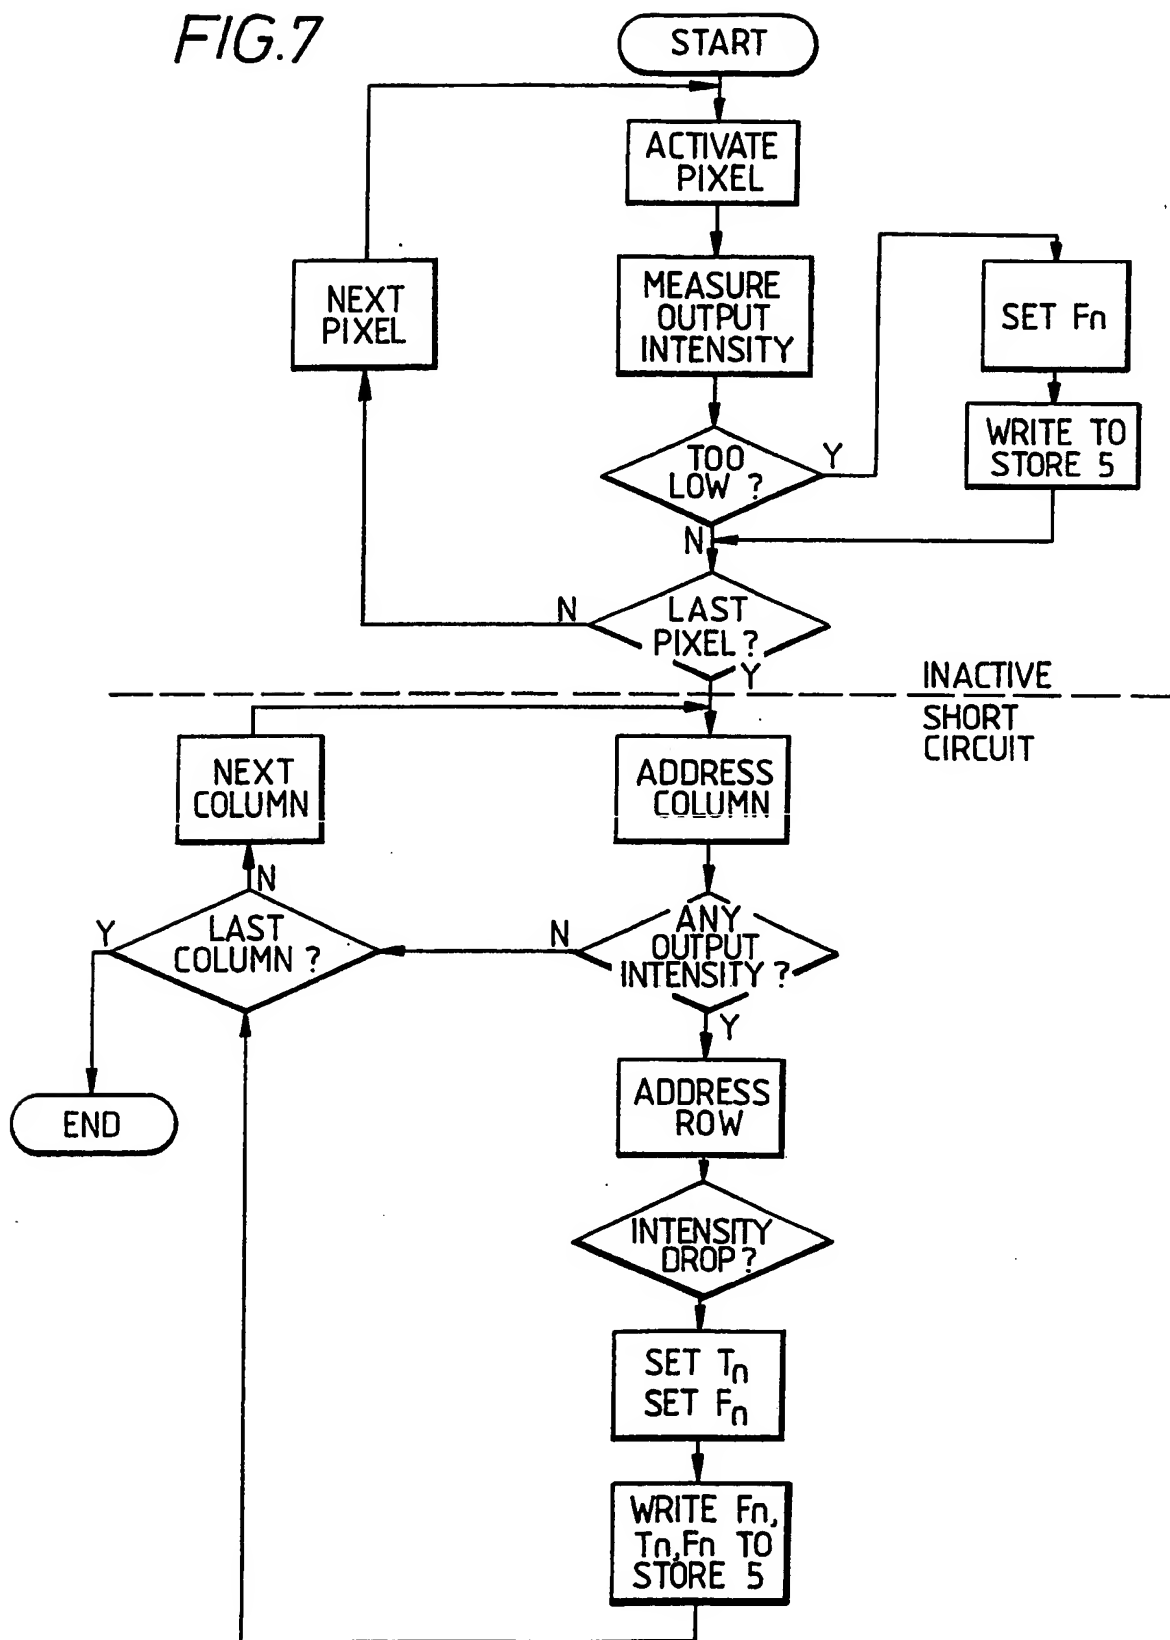 FIG.7
START
ACTIVATE
PIXEL
NEXT
PIXEL
MEASURE
OUTPUT
INTENSITY
SET Fn
WRITE TO
STORE 5
TOO
LOW ?
Y
N
LAST
PIXEL ?
N
Y
INACTIVE
SHORT
CIRCUIT
NEXT
COLUMN
ADDRESS
COLUMN
N
Y
LAST
COLUMN ?
N
ANY
OUTPUT
INTENSITY ?
Y
END
ADDRESS
ROW
INTENSITY
DROP ?
SET Tn
SET Fn
WRITE Fn,
Tn,Fn TO
STORE 5